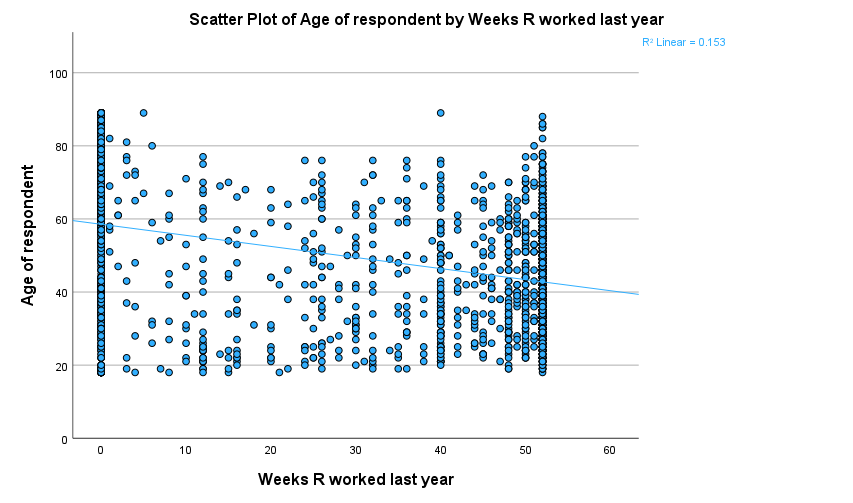 Scatter Plot of Age of respondent by Weeks R worked last year
R² Linear = 0.153
100
80
60
40
20
0
Age of respondent
0 10 20 30 40 50 60
Weeks R worked last year